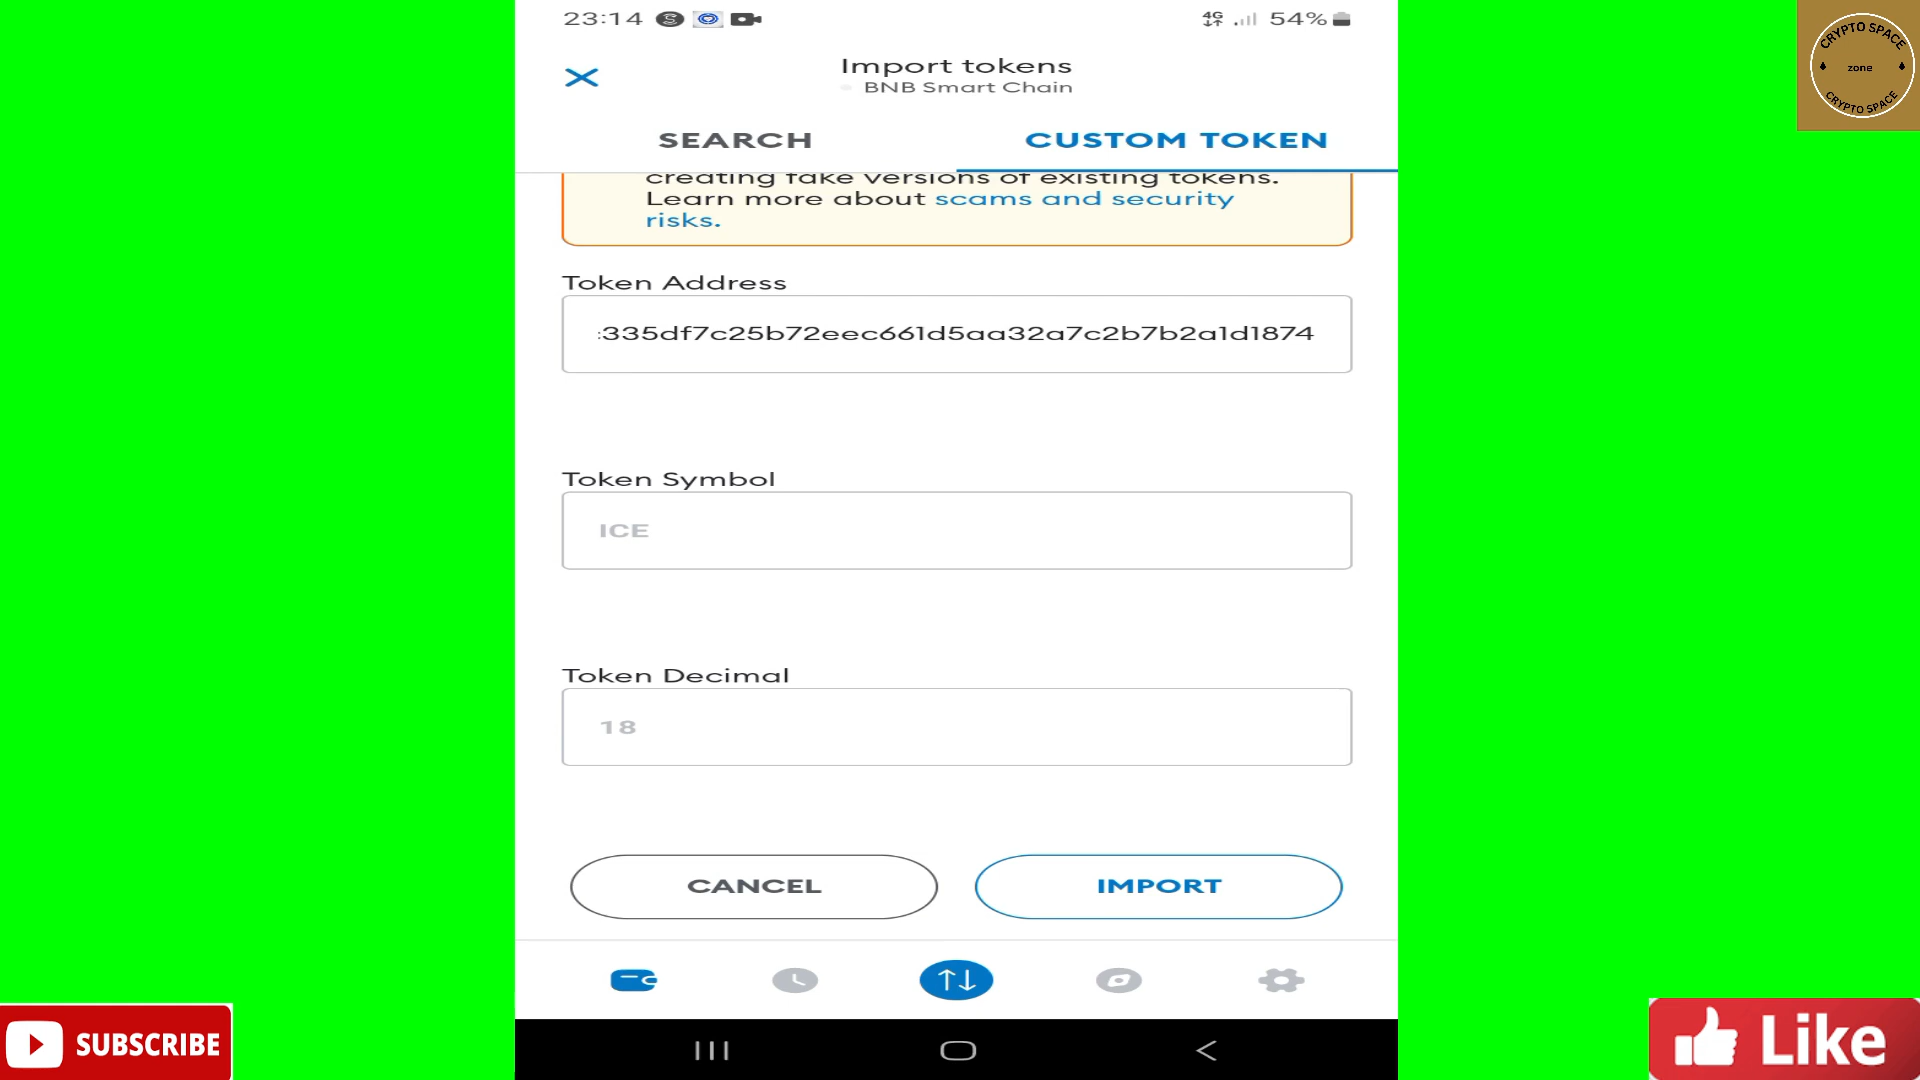 23:14
4G
54%
Import tokens
BNB Smart Chain
SEARCH
CUSTOM TOKEN
creating fake versions of existing tokens.
Learn more about scams and security
risks.
Token Address
:335df7c25b72eec661d5aa32a7c2b7b2a1d1874
Token Symbol
ICE
Token Decimal
18
CANCEL
IMPORT
CRYPTO SPACE
zone
CRYPTO SPACE
SUBSCRIBE
Like